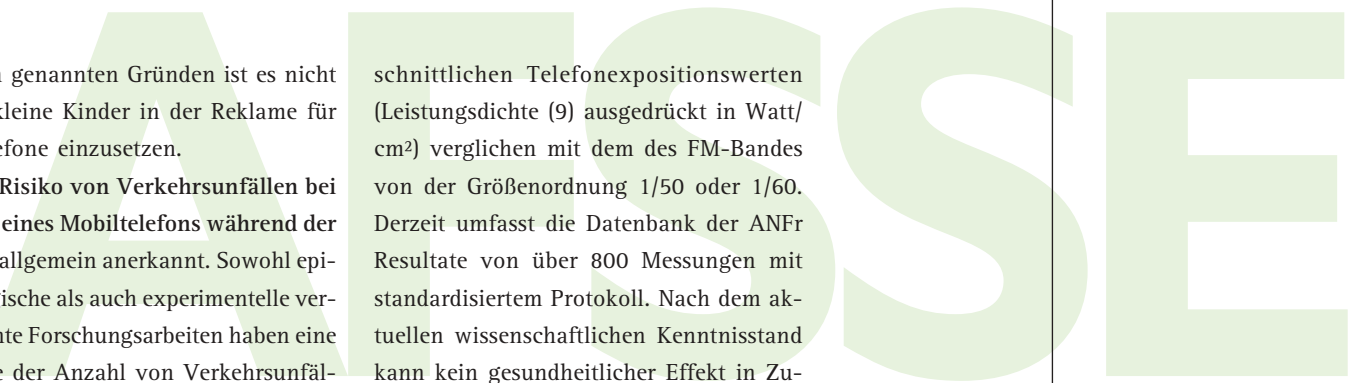 AFSSE
genannten Gründen ist es nicht
kleine Kinder in der Reklame für
einzusetzen.
Risiko von Verkehrsunfällen bei
eines Mobiltelefons während der
allgemein anerkannt. Sowohl epi-
als auch experimentelle ver-
Forschungsarbeiten haben eine
der Anzahl von Verkehrsunfäl-
schnittlichen Telefonexpositionswerten
(Leistungsdichte (9) ausgedrückt in Watt/
cm²) verglichen mit dem des FM-Bandes
von der Größenordnung 1/50 oder 1/60.
Derzeit umfasst die Datenbank der ANFr
Resultate von über 800 Messungen mit
standardisiertem Protokoll. Nach dem ak-
tuellen wissenschaftlichen Kenntnisstand
kann kein gesundheitlicher Effekt in Zu-